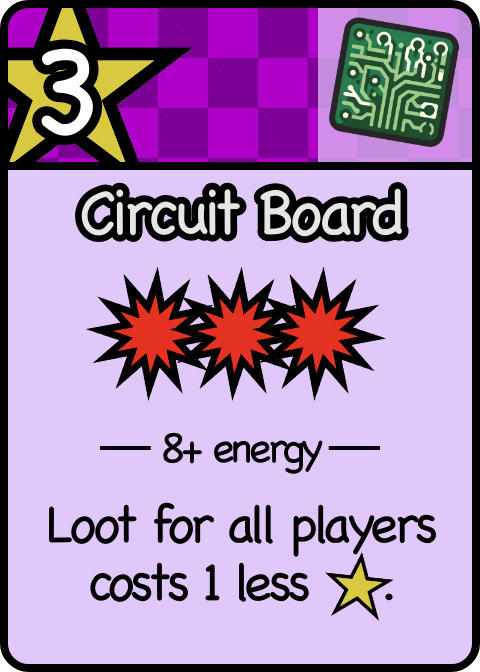 3
Circuit Board
8+ energy
Loot for all players
costs 1 less .